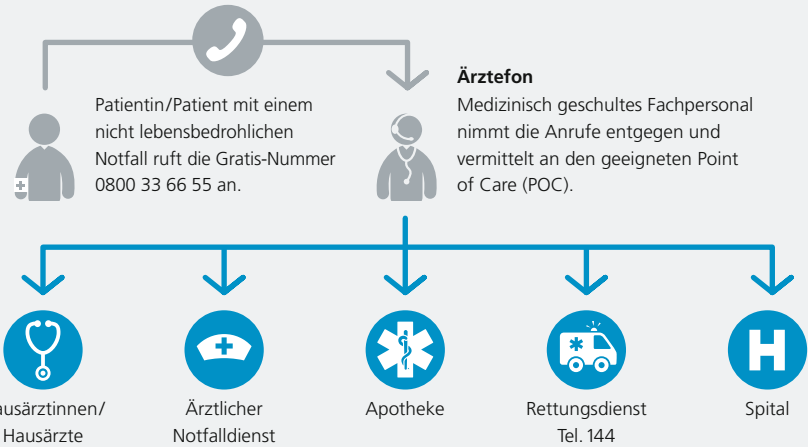 Patientin/Patient mit einem
nicht lebensbedrohlichen
Notfall ruft die Gratis-Nummer
0800 33 66 55 an.
Ärztefon
Medizinisch geschultes Fachpersonal
nimmt die Anrufe entgegen und
vermittelt an den geeigneten Point
of Care (POC).
H
ausärztinnen/
Hausärzte
Ärztlicher
Notfalldienst
Apotheke
Rettungsdienst
Tel. 144
Spital